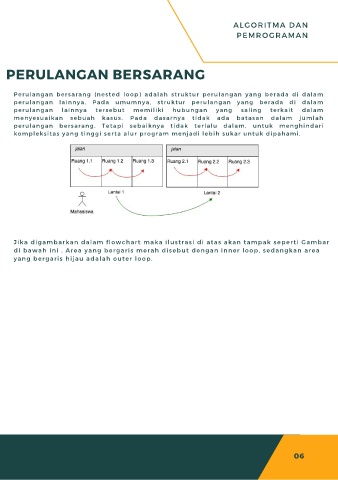 ALGORITMA DAN
PEMROGRAMAN
PERULANGAN BERSARANG
Perulangan bersarang (nested loop) adalah struktur perulangan yang berada di dalam
perulangan lainnya. Pada umumnya, struktur perulangan yang berada di dalam
perulangan lainnya tersebut memiliki hubungan yang saling terkait dalam
menyesuaikan sebuah kasus. Pada dasarnya tidak ada batasan dalam jumlah
perulangan bersarang. Tetapi sebaiknya tidak terlalu dalam, untuk menghindari
kompleksitas yang tinggi serta alur program menjadi lebih sukar untuk dipahami.
jalan jalan
Ruang 1.1 Ruang 1.2 Ruang 1.3 Ruang 2.1 Ruang 2.2 Ruang 2.3
Lantai 1 Lantai 2
Mahasiswa
Jika digambarkan dalam flowchart maka ilustrasi di atas akan tampak seperti Gambar
di bawah ini . Area yang bergaris merah disebut dengan inner loop, sedangkan area
yang bergaris hijau adalah outer loop.
06